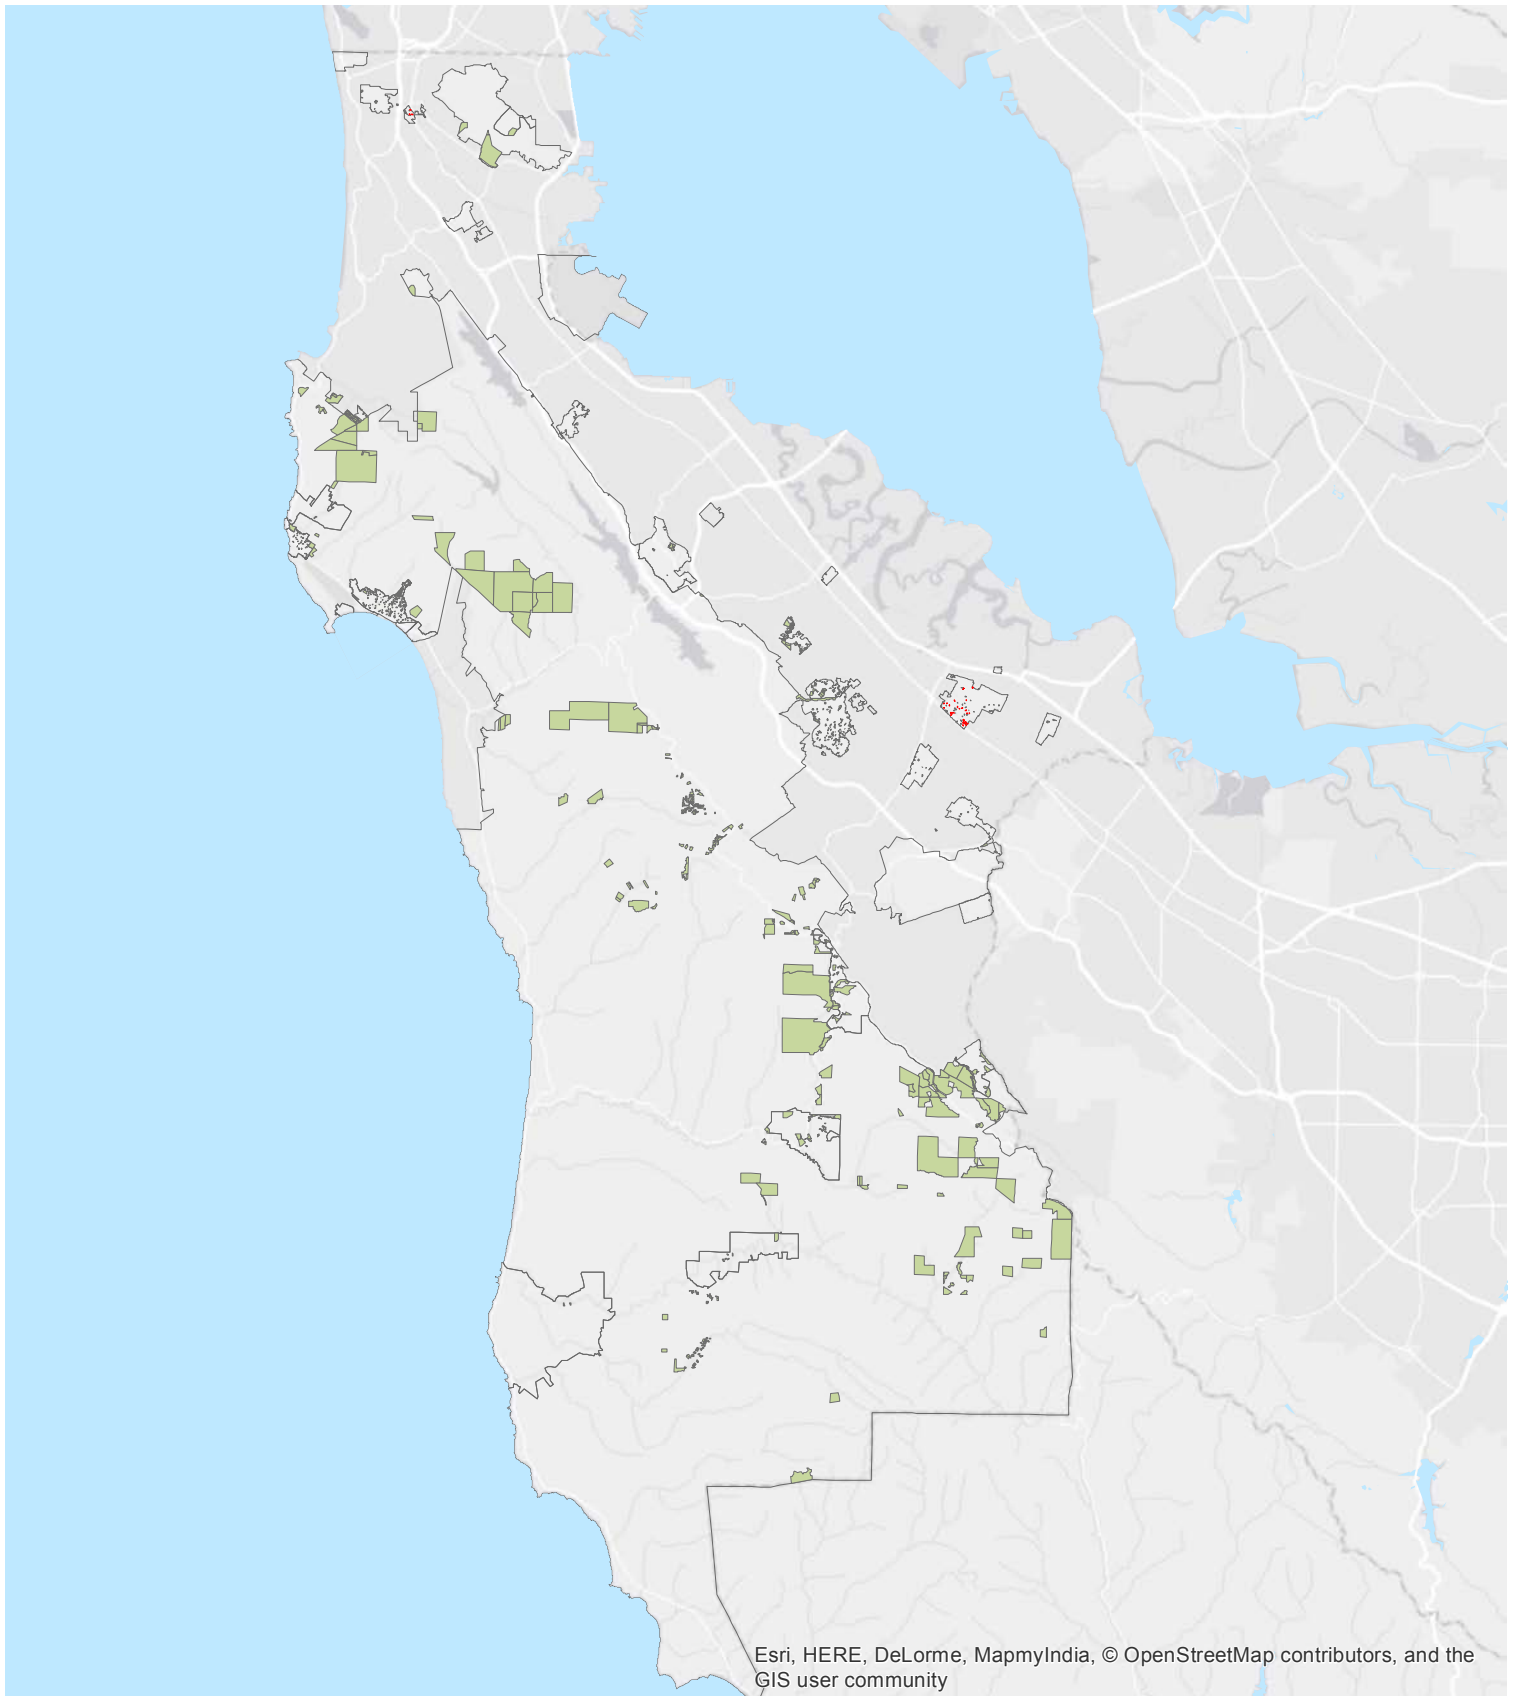 Esri, HERE, DeLorme, MapmyIndia, © OpenStreetMap contributors, and the
GIS user community